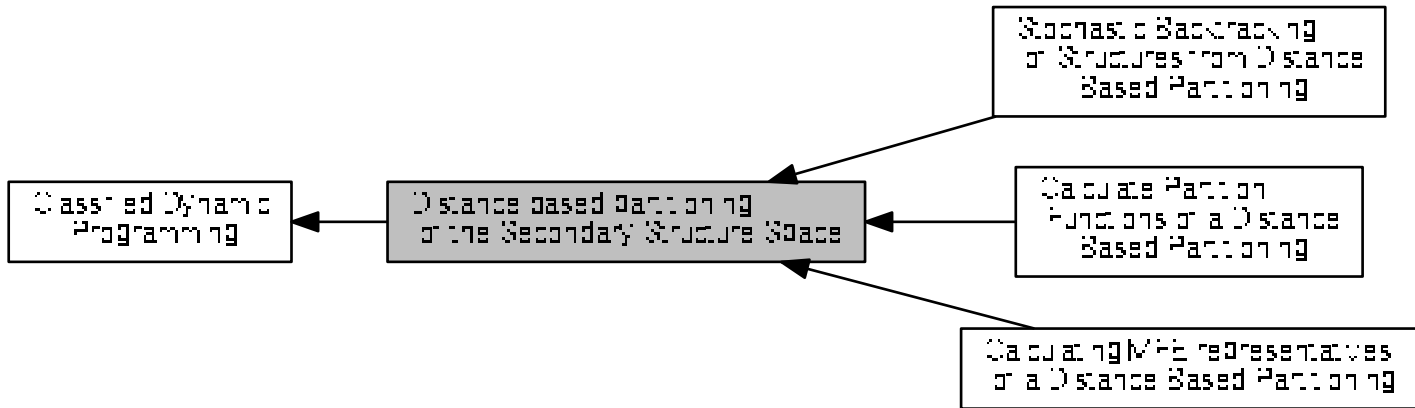 Stochastic Backtracking
of Structures from Distance
Based Partitioning
Classified Dynamic
Programming
Distance based partitioning
of the Secondary Structure Space
Calculate Partition
Functions of a Distance
Based Partitioning
Calculating MFE representatives
of a Distance Based Partitioning